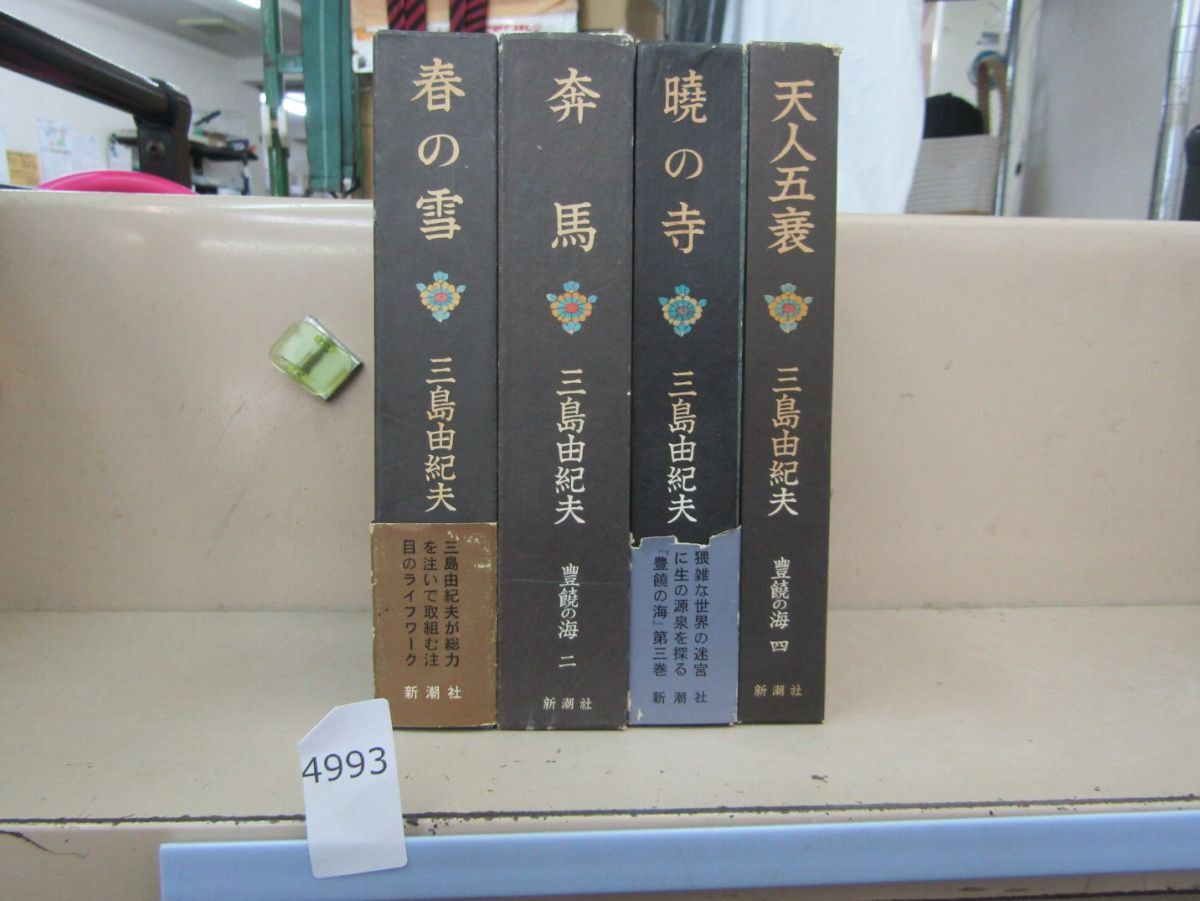 春の雪
三島由紀夫
三島由紀夫が総力
を注いで取組む注
目のライフワーク
新潮社
奔馬
三島由紀夫
豊饒の海 二
新潮社
曉の寺
三島由紀夫
猥雑な世界の迷宮
に生の源泉を探る
『豊饒の海』第三巻
新潮社
天人五衰
三島由紀夫
豊饒の海 四
新潮社
4993